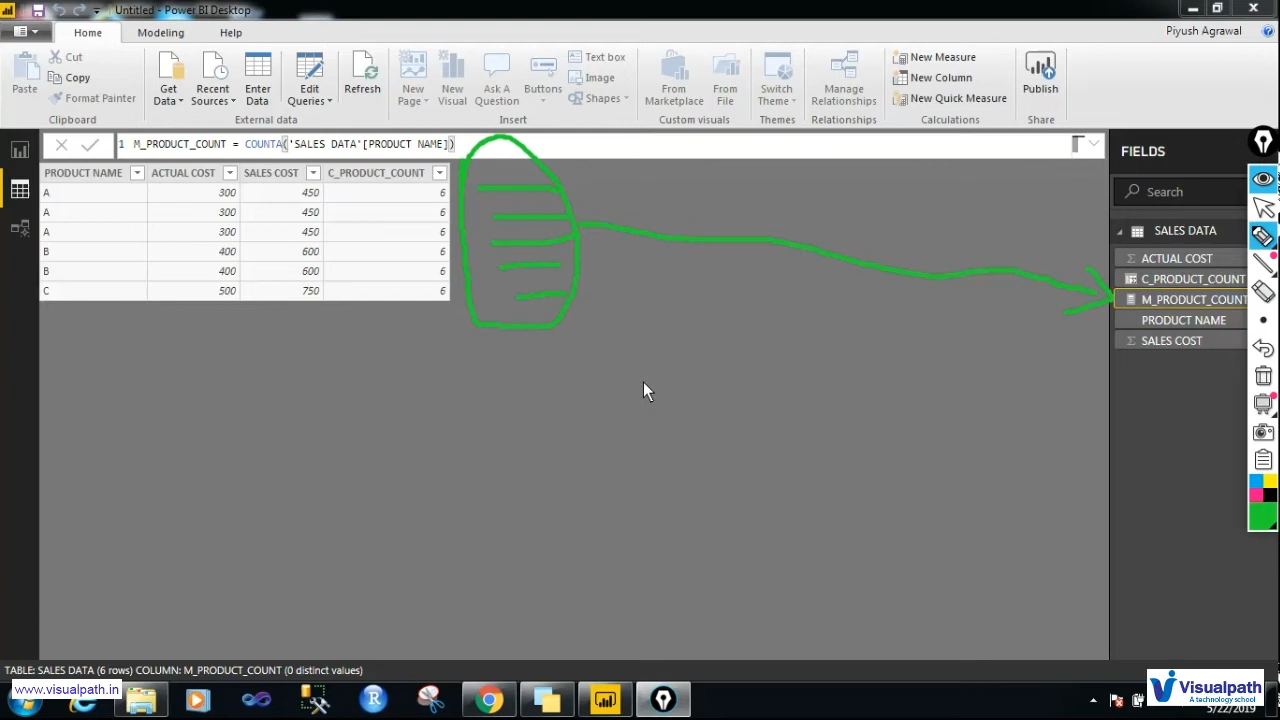 Untitled - Power BI Desktop
Home Modeling Help
Piyush Agrawal
Paste
Cut
Copy
Format Painter
Clipboard
Get Data
Recent Sources
Enter Data
Edit Queries
External data
Refresh
New Page
New Visual
Ask A Question
Buttons
Text box
Image
Shapes
Insert
From Marketplace
From File
Custom visuals
Switch Theme
Themes
Manage Relationships
Relationships
New Measure
New Column
New Quick Measure
Calculations
Publish
Share
1 M_PRODUCT_COUNT = COUNTA('SALES DATA'[PRODUCT NAME])
PRODUCT NAME ACTUAL COST SALES COST C_PRODUCT_COUNT
A 300 450 6
A 300 450 6
A 300 450 6
B 400 600 6
B 400 600 6
C 500 750 6
FIELDS
Search
SALES DATA
Σ ACTUAL COST
C_PRODUCT_COUNT
M_PRODUCT_COUNT
PRODUCT NAME
Σ SALES COST
TABLE: SALES DATA (6 rows) COLUMN: M_PRODUCT_COUNT (0 distinct values)
www.visualpath.in
R
Visualpath
A technology school
5/22/2019